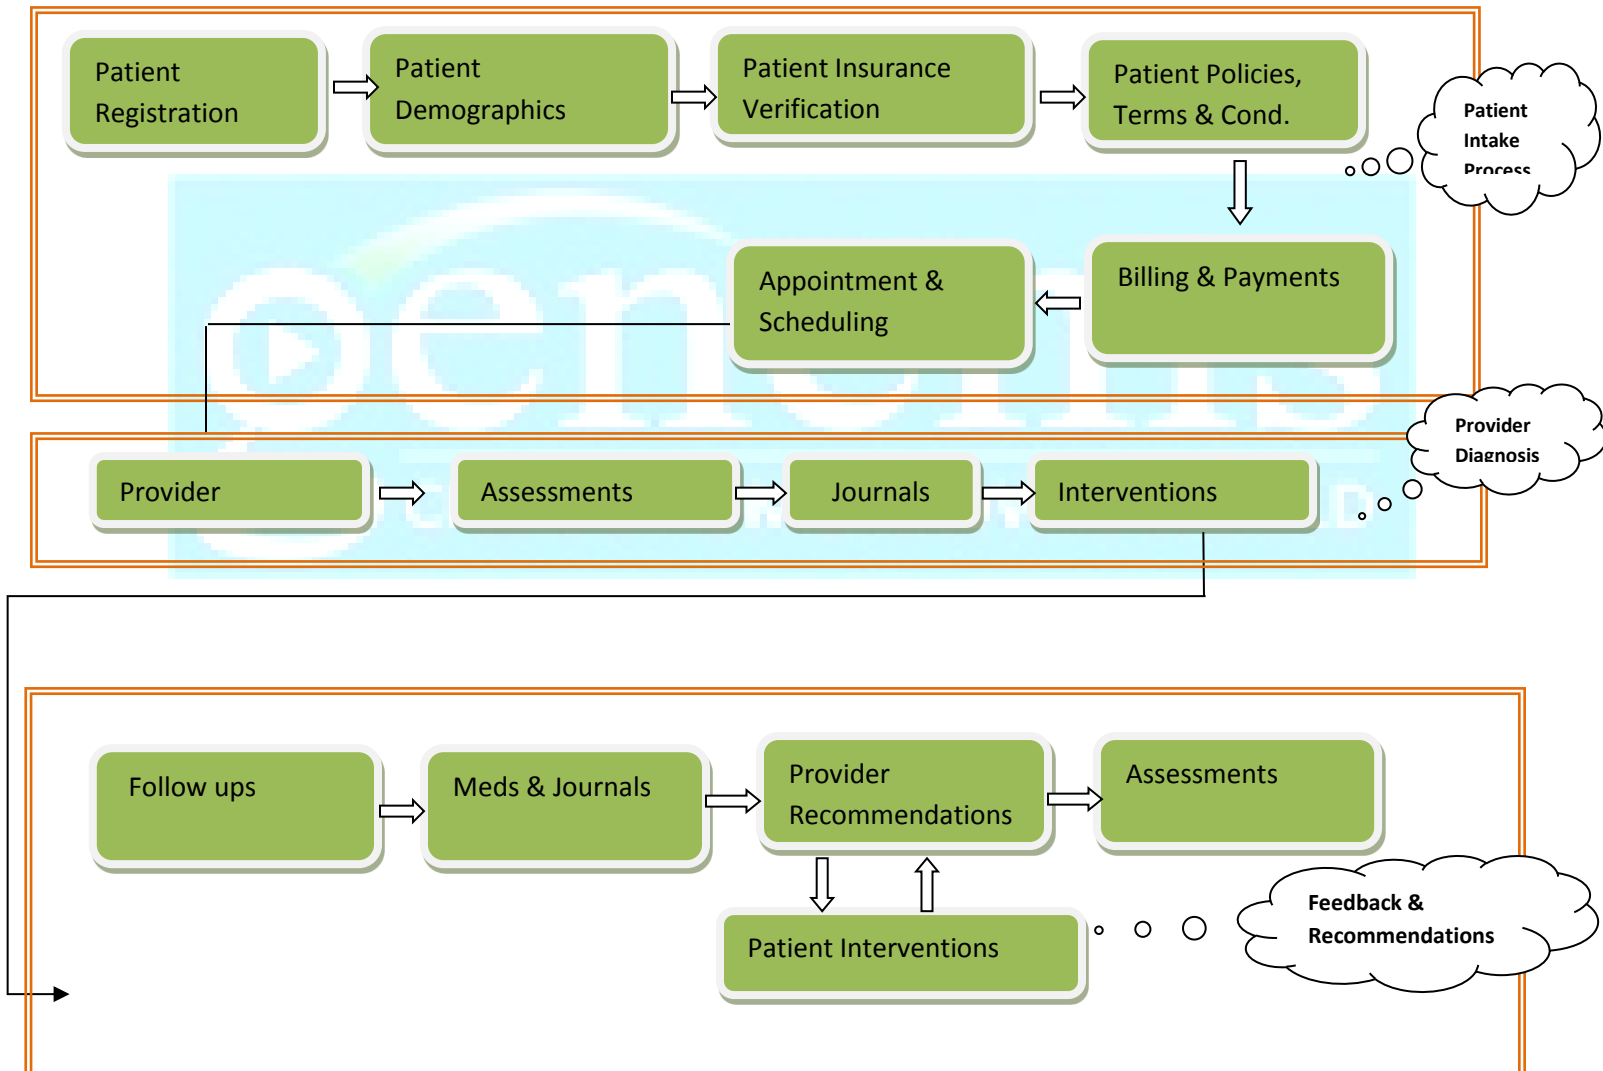 Patient
Registration
Patient
Demographics
Patient Insurance
Verification
Patient Policies,
Terms & Cond.
Patient
Intake
Process
Appointment &
Scheduling
Billing & Payments
Provider
Diagnosis
Provider
Assessments
Journals
Interventions
Follow ups
Meds & Journals
Provider
Recommendations
Assessments
Patient Interventions
Feedback &
Recommendations